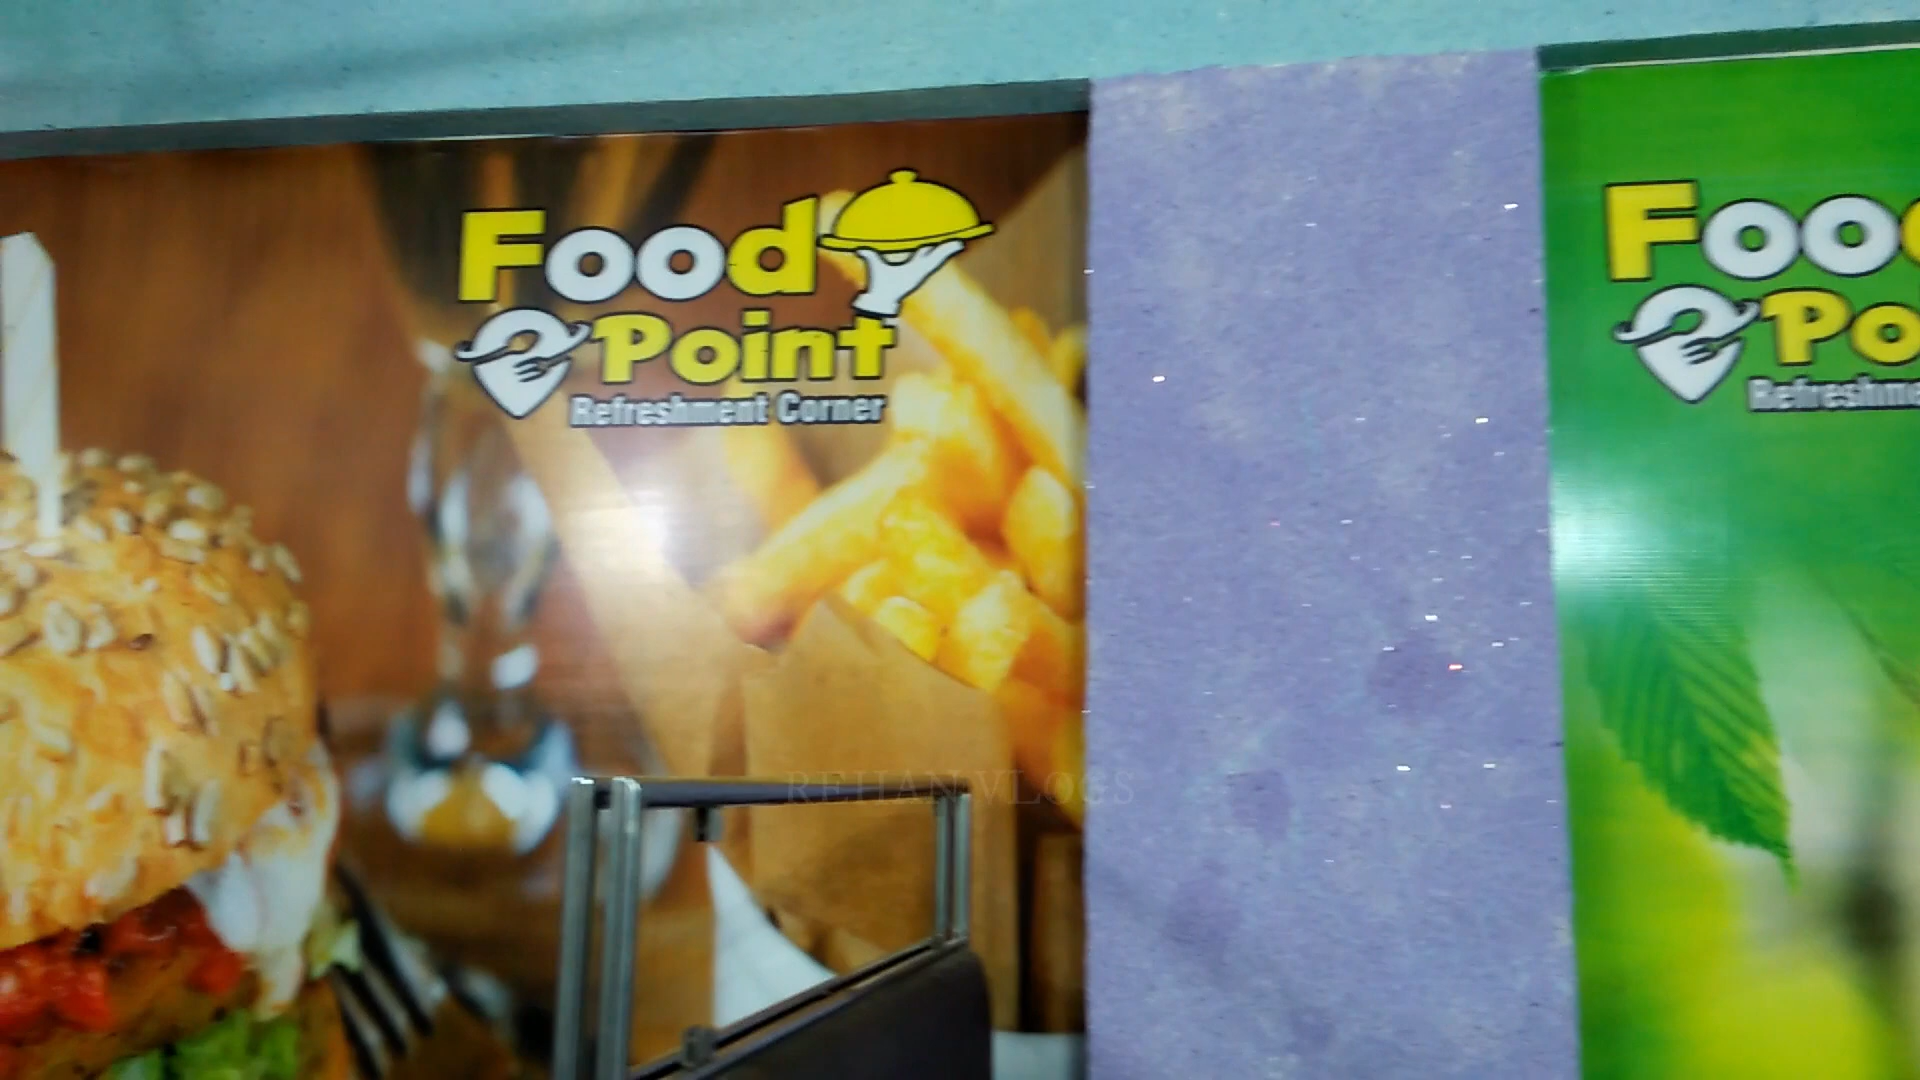 Food
Point
Refreshment Corner
Foo
Po
Refreshme
REHAN VLOGS